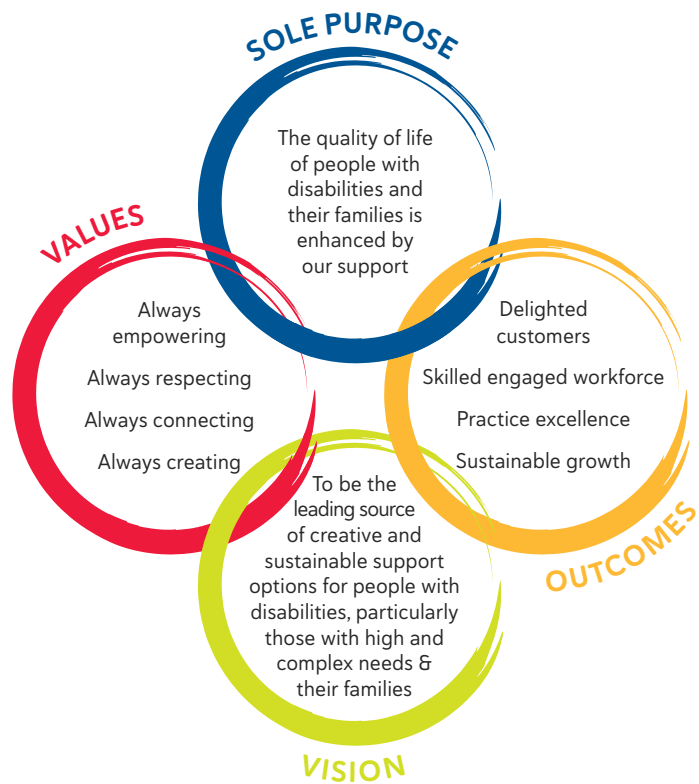 SOLE PURPOSE
The quality of life
of people with
disabilities and
their families is
enhanced by
our support
VALUES
Always
empowering
Always respecting
Always connecting
Always creating
Delighted
customers
Skilled engaged workforce
Practice excellence
Sustainable growth
OUTCOMES
To be the
leading source
of creative and
sustainable support
options for people with
disabilities, particularly
those with high and
complex needs &
their families
VISION